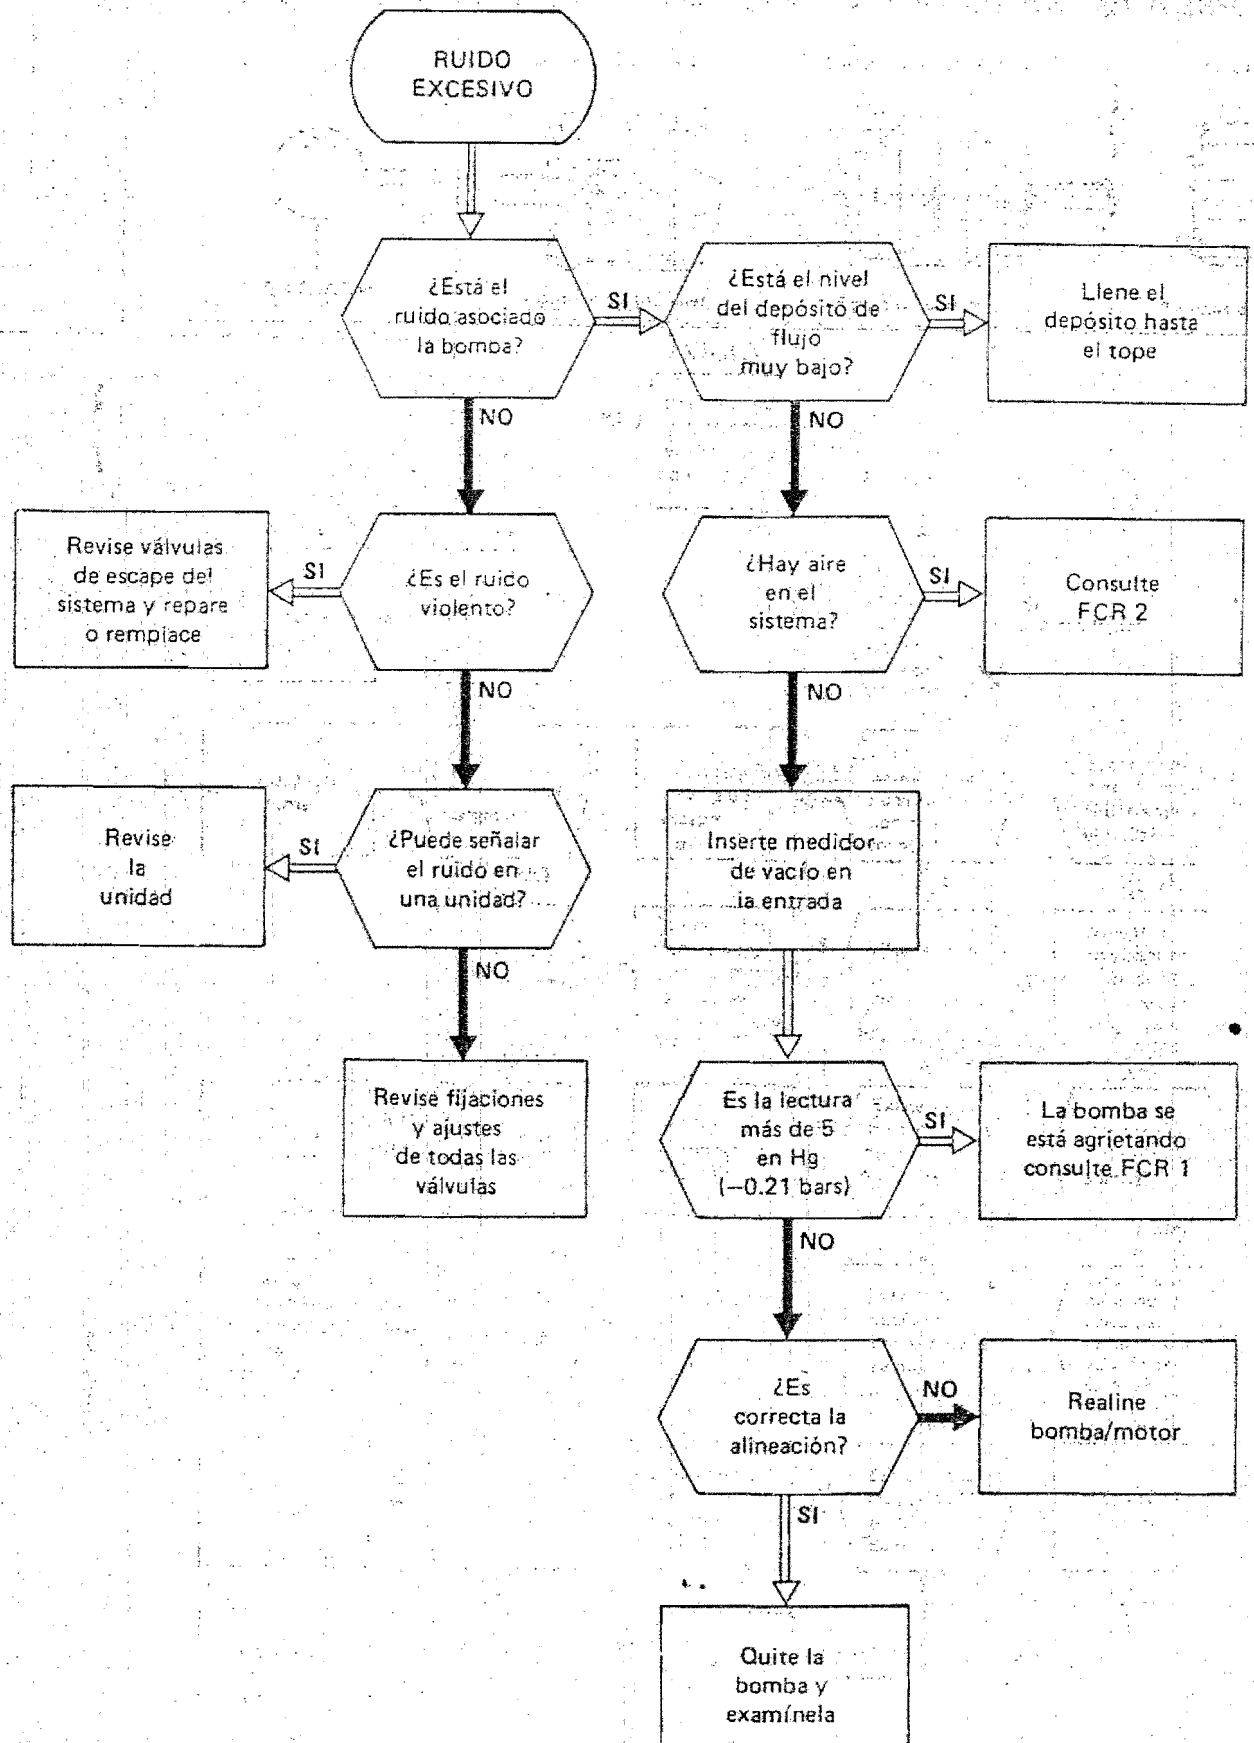 RUIDO
EXCESIVO
¿Está el
ruido asociado
la bomba?
SI
¿Está el nivel
del depósito de
flujo
muy bajo?
SI
Llene el
depósito hasta
el tope
NO
NO
Revise válvulas
de escape del
sistema y repare
o remplace
SI
¿Es el ruido
violento?
¿Hay aire
en el
sistema?
SI
Consulte
FCR 2
NO
NO
Revise
la
unidad
SI
¿Puede señalar
el ruido en
una unidad?
Inserte medidor
de vacío en
la entrada
NO
Revise fijaciones
y ajustes
de todas las
válvulas
Es la lectura
más de 5
en Hg
(−0.21 bars)
SI
La bomba se
está agrietando
consulte FCR 1
NO
¿Es
correcta la
alineación?
NO
Realine
bomba/motor
SI
Quite la
bomba y
examínela